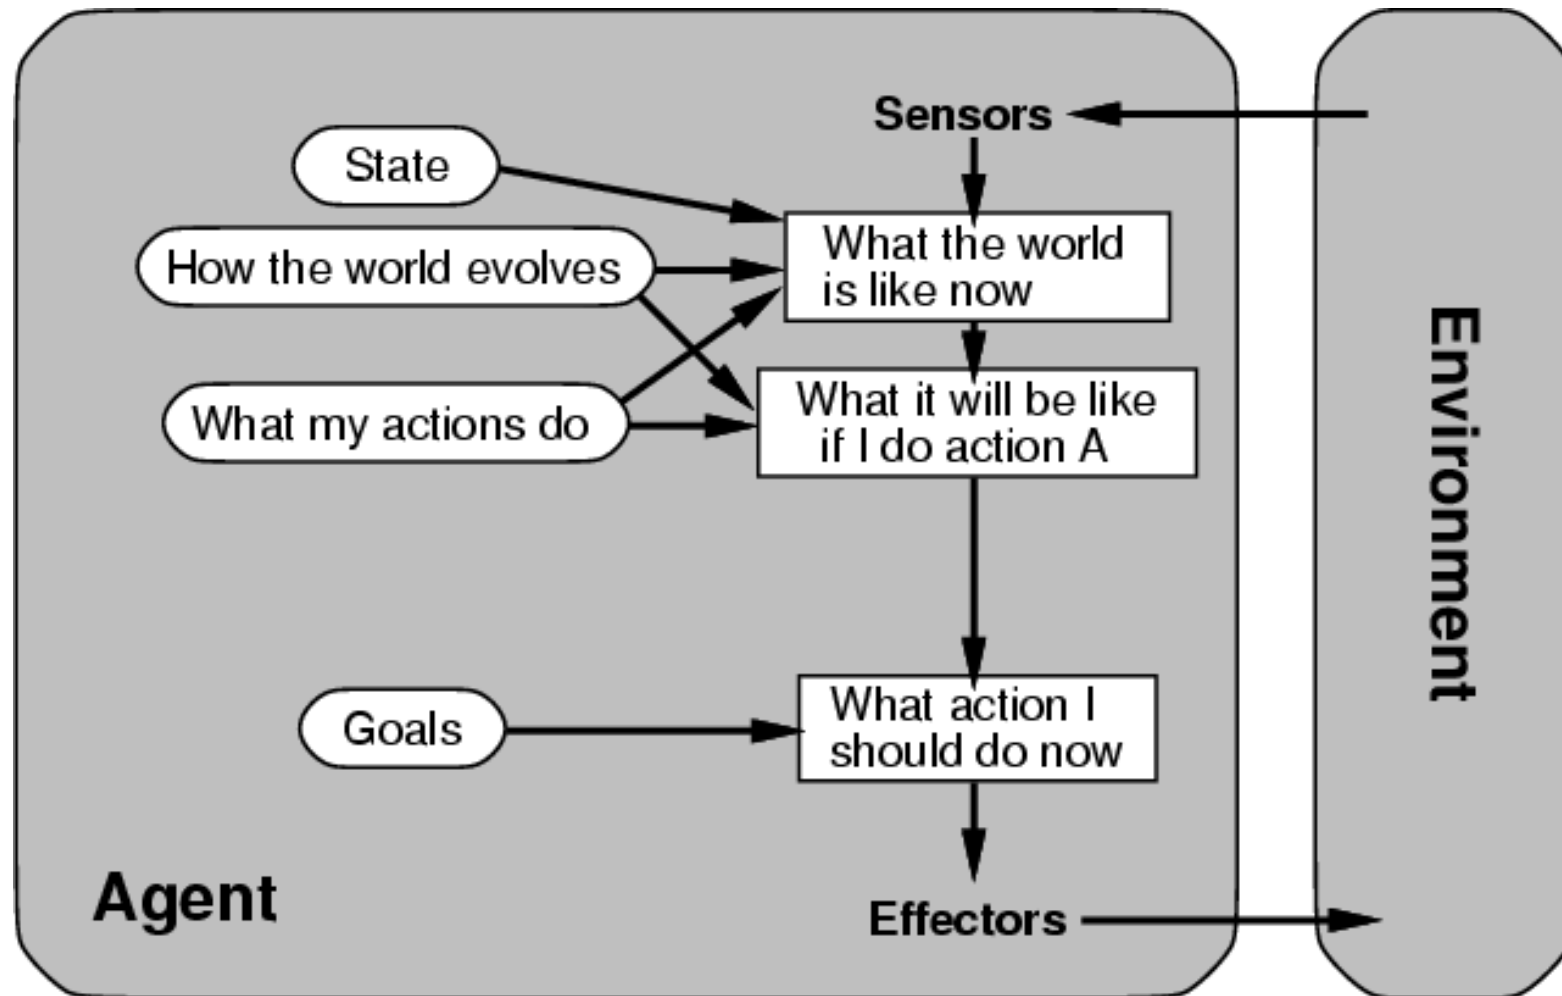 Sensors
State
What the world
is like now
How the world evolves
What it will be like
if I do action A
What my actions do
Environment
What action I
should do now
Goals
Agent
Effectors